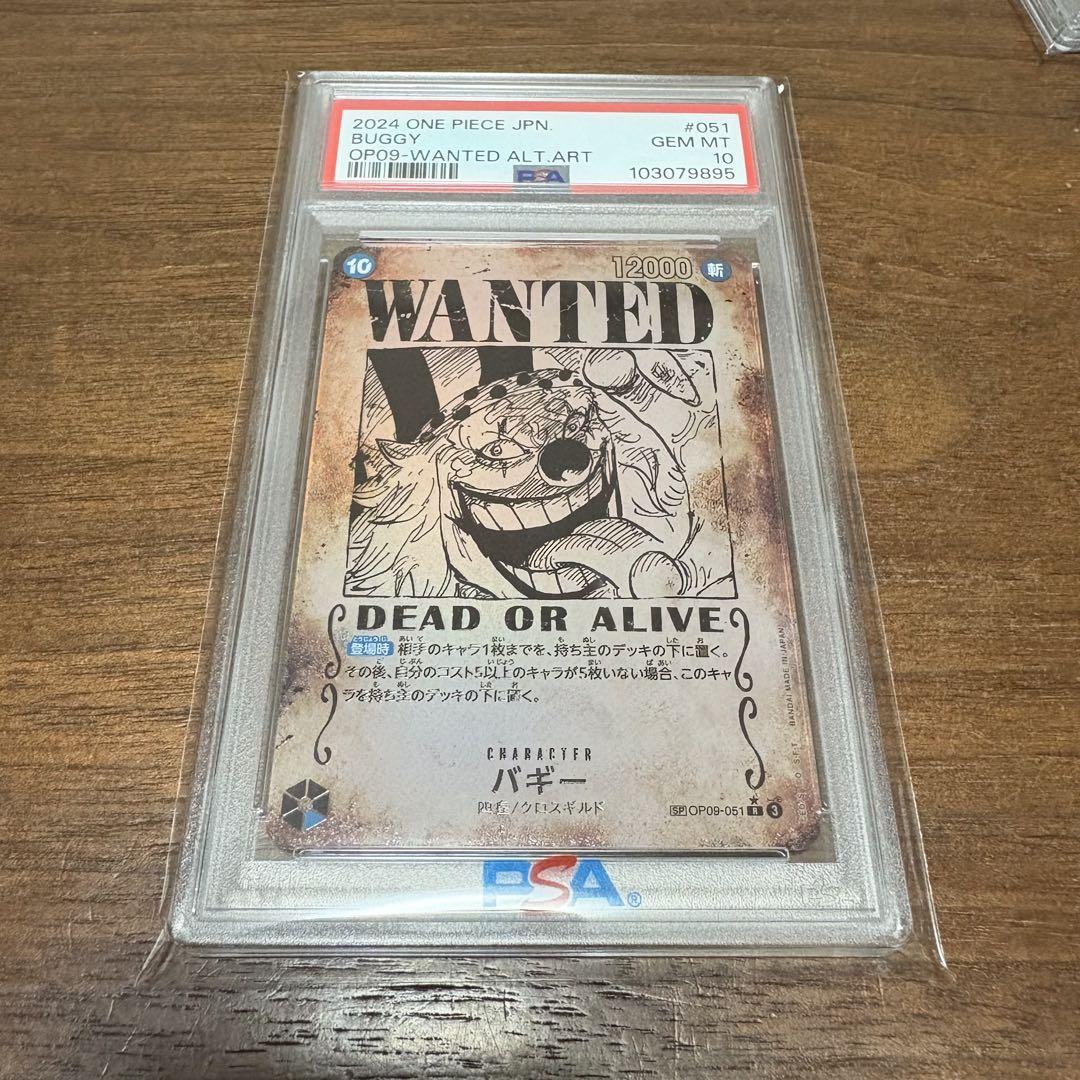 2024 ONE PIECE JPN. #051
BUGGY GEM MT
OP09-WANTED ALT.ART 10
PSA 103079895
10 12000 斬
WANTED
DEAD OR ALIVE
登場時 相手のキャラ1枚までを、持ち主のデッキの下に置く。
その後、自分のコスト5以上のキャラが5枚いない場合、このキャ
ラを持ち主のデッキの下に置く。
CHARACTER
バギー
四皇/クロスギルド
SP OP09-051 R 3
BANDAI MADE IN JAPAN
PSA®